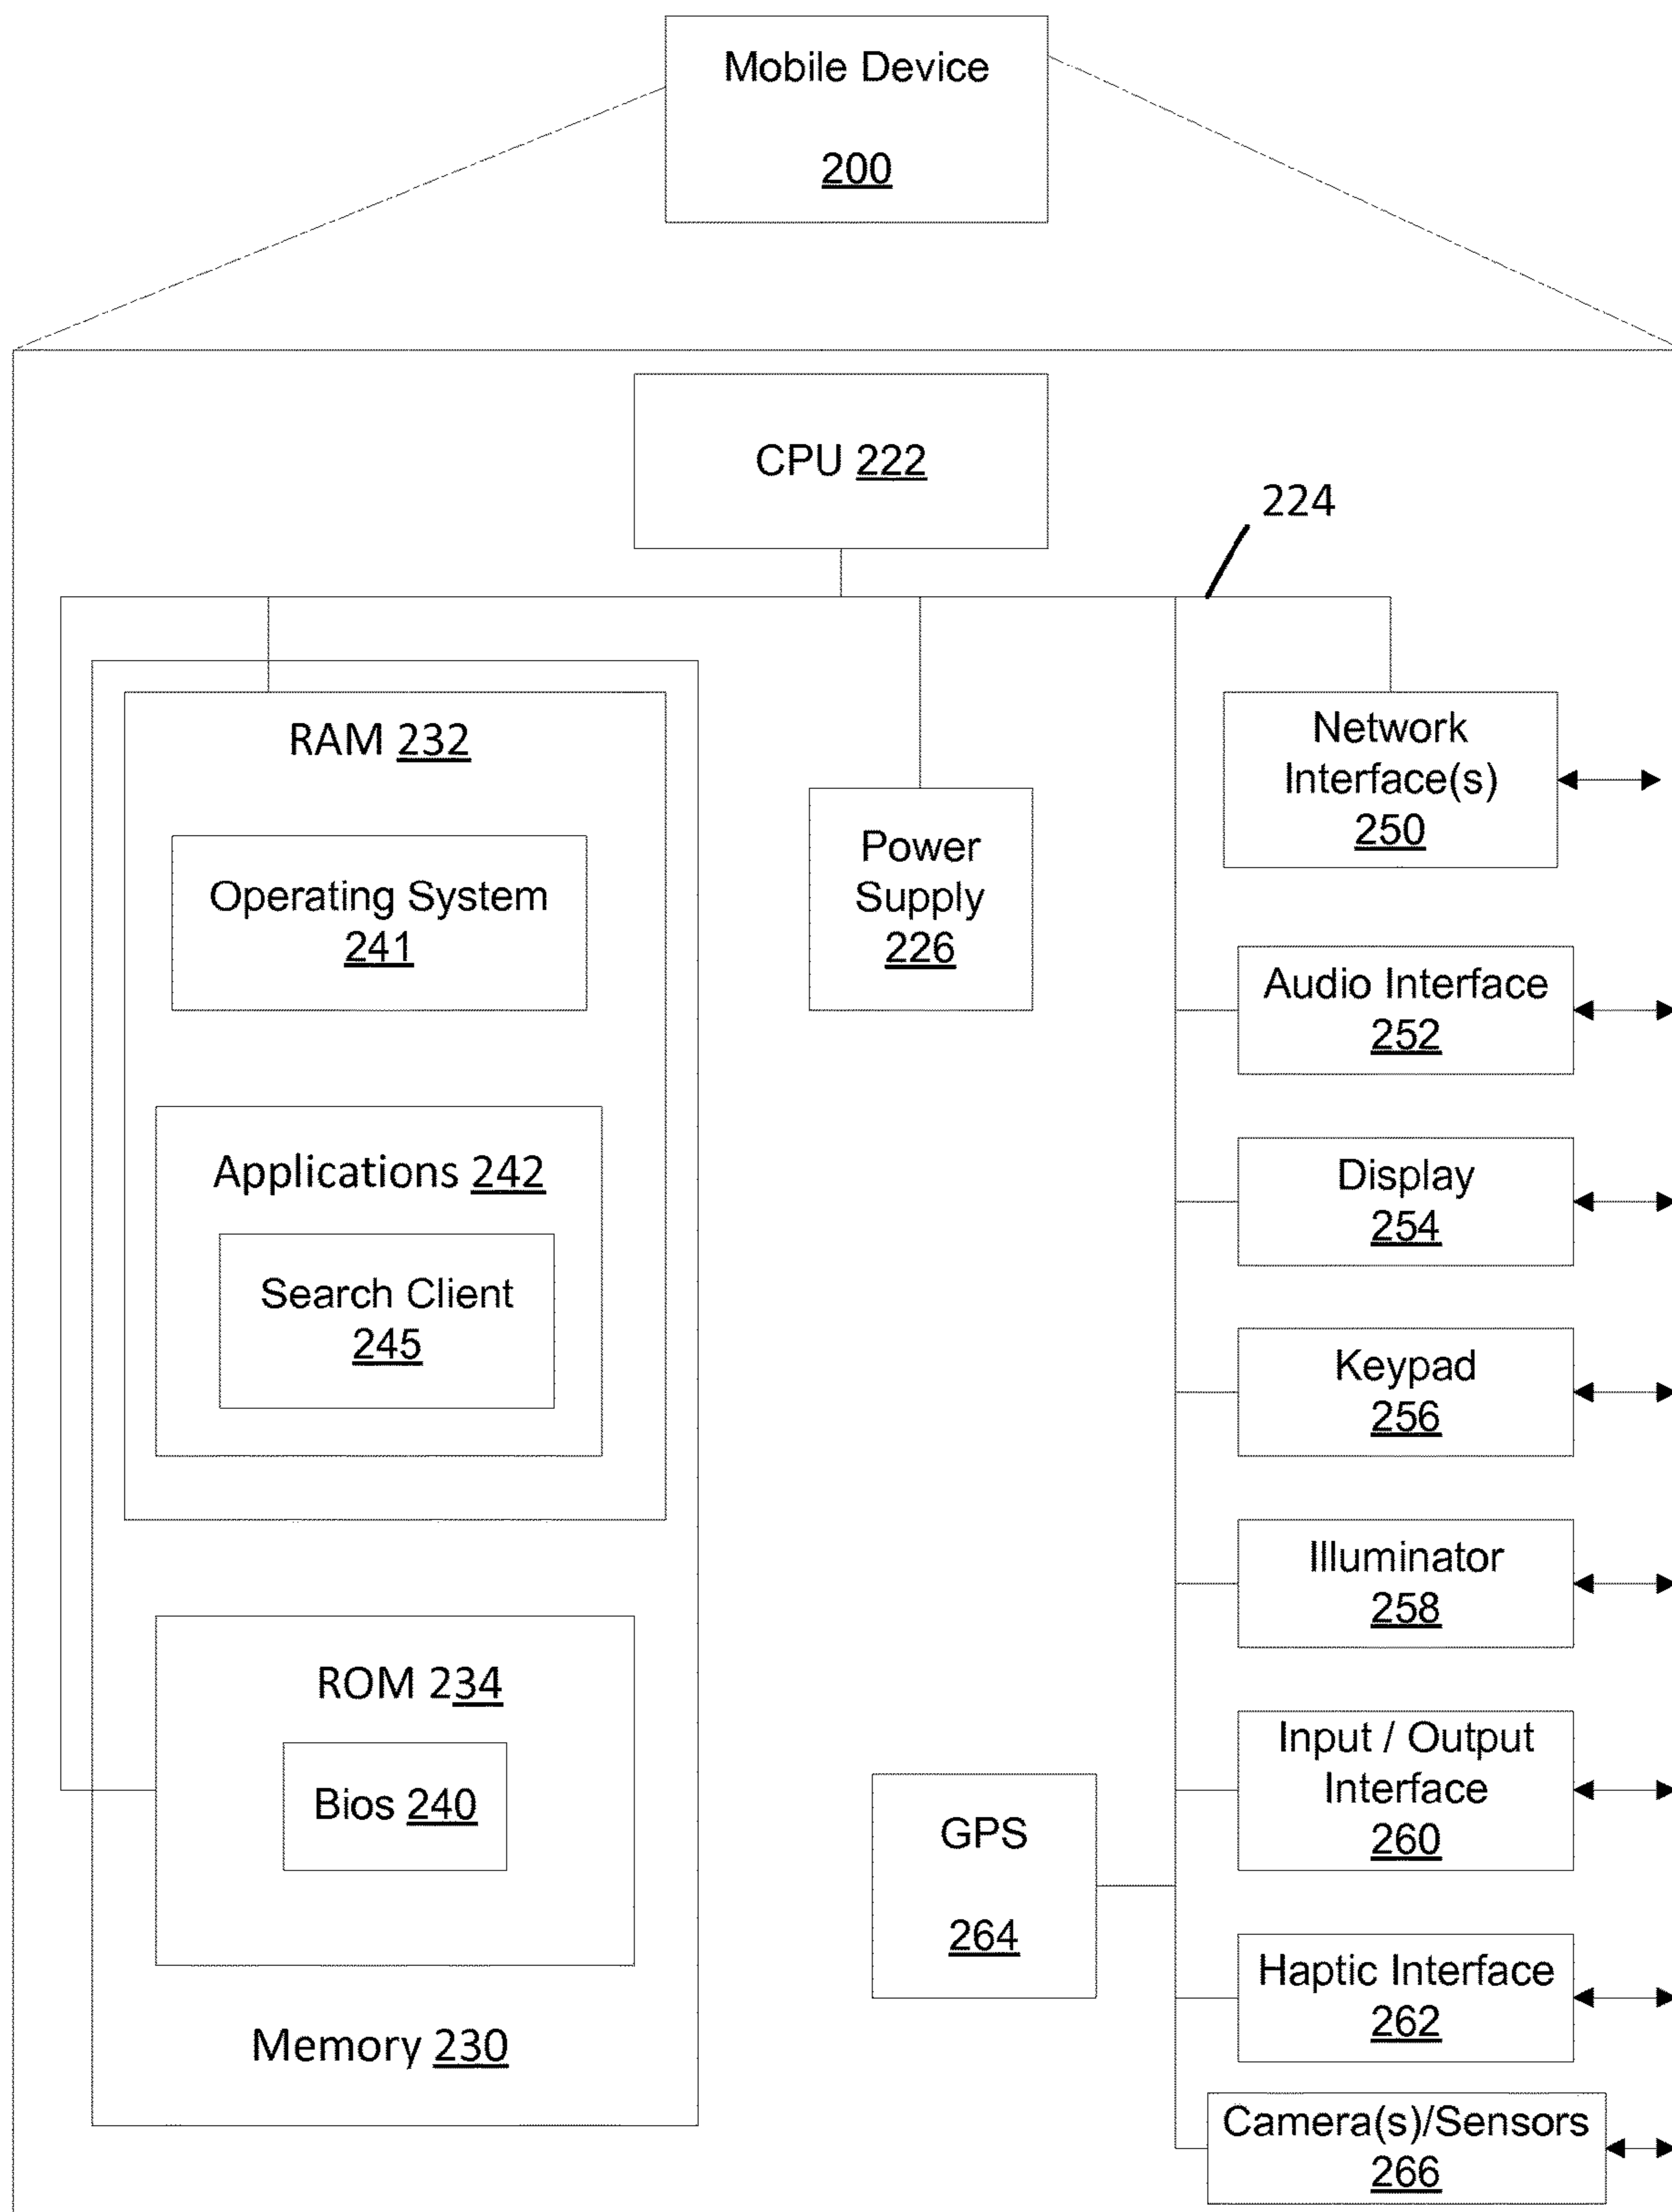 Mobile Device
200
CPU 222
224
RAM 232
Operating System
241
Applications 242
Search Client
245
ROM 234
Bios 240
Memory 230
Power
Supply
226
GPS
264
Network
Interface(s)
250
Audio Interface
252
Display
254
Keypad
256
Illuminator
258
Input / Output
Interface
260
Haptic Interface
262
Camera(s)/Sensors
266